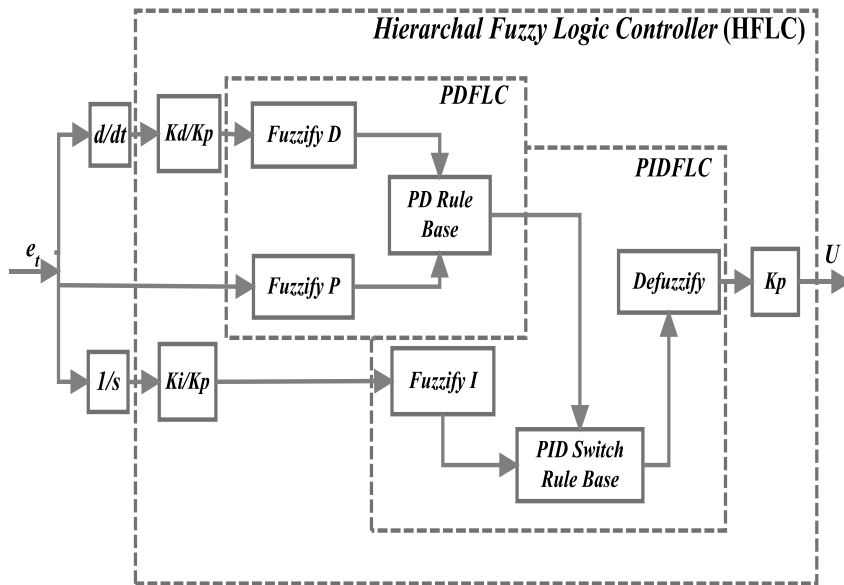 Hierarchal Fuzzy Logic Controller (HFLC)
PDFLC
d/dt
Kd/Kp
Fuzzify D
PIDFLC
PD Rule
Base
e_t
Fuzzify P
Defuzzify
Kp
U
1/s
Ki/Kp
Fuzzify I
PID Switch
Rule Base